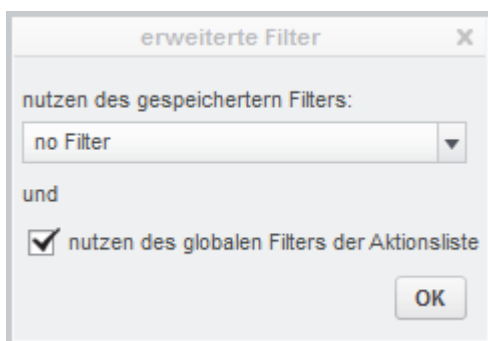 erweiterte Filter
nutzen des gespeichertern Filters:
no Filter
und
nutzen des globalen Filters der Aktionsliste
OK